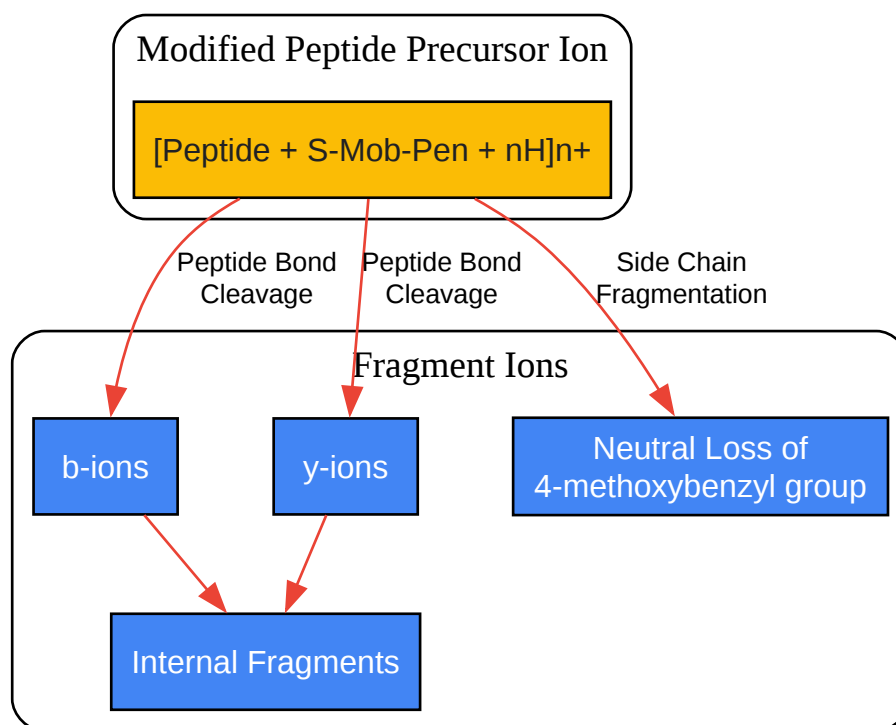 Modified Peptide Precursor Ion
[Peptide + S-Mob-Pen + nH]n+
Peptide Bond
Cleavage
Peptide Bond
Cleavage
Side Chain
Fragmentation
Fragment Ions
b-ions
y-ions
Neutral Loss of
4-methoxybenzyl group
Internal Fragments